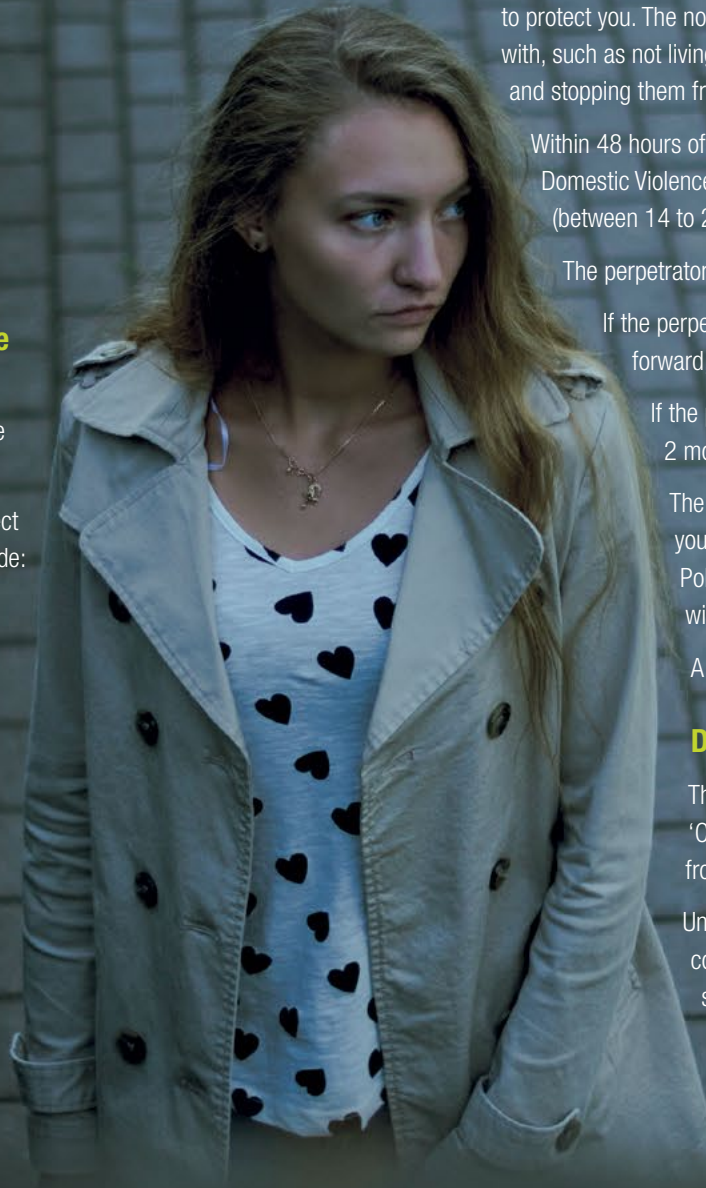 e
e
ect
de:
to protect you. The no
with, such as not living
and stopping them fr
Within 48 hours of
Domestic Violence
(between 14 to 2
The perpetrator
If the perpe
forward
If the
2 mo
The
you
Pol
wi
A
D
Th
‘C
fro
Un
co
s